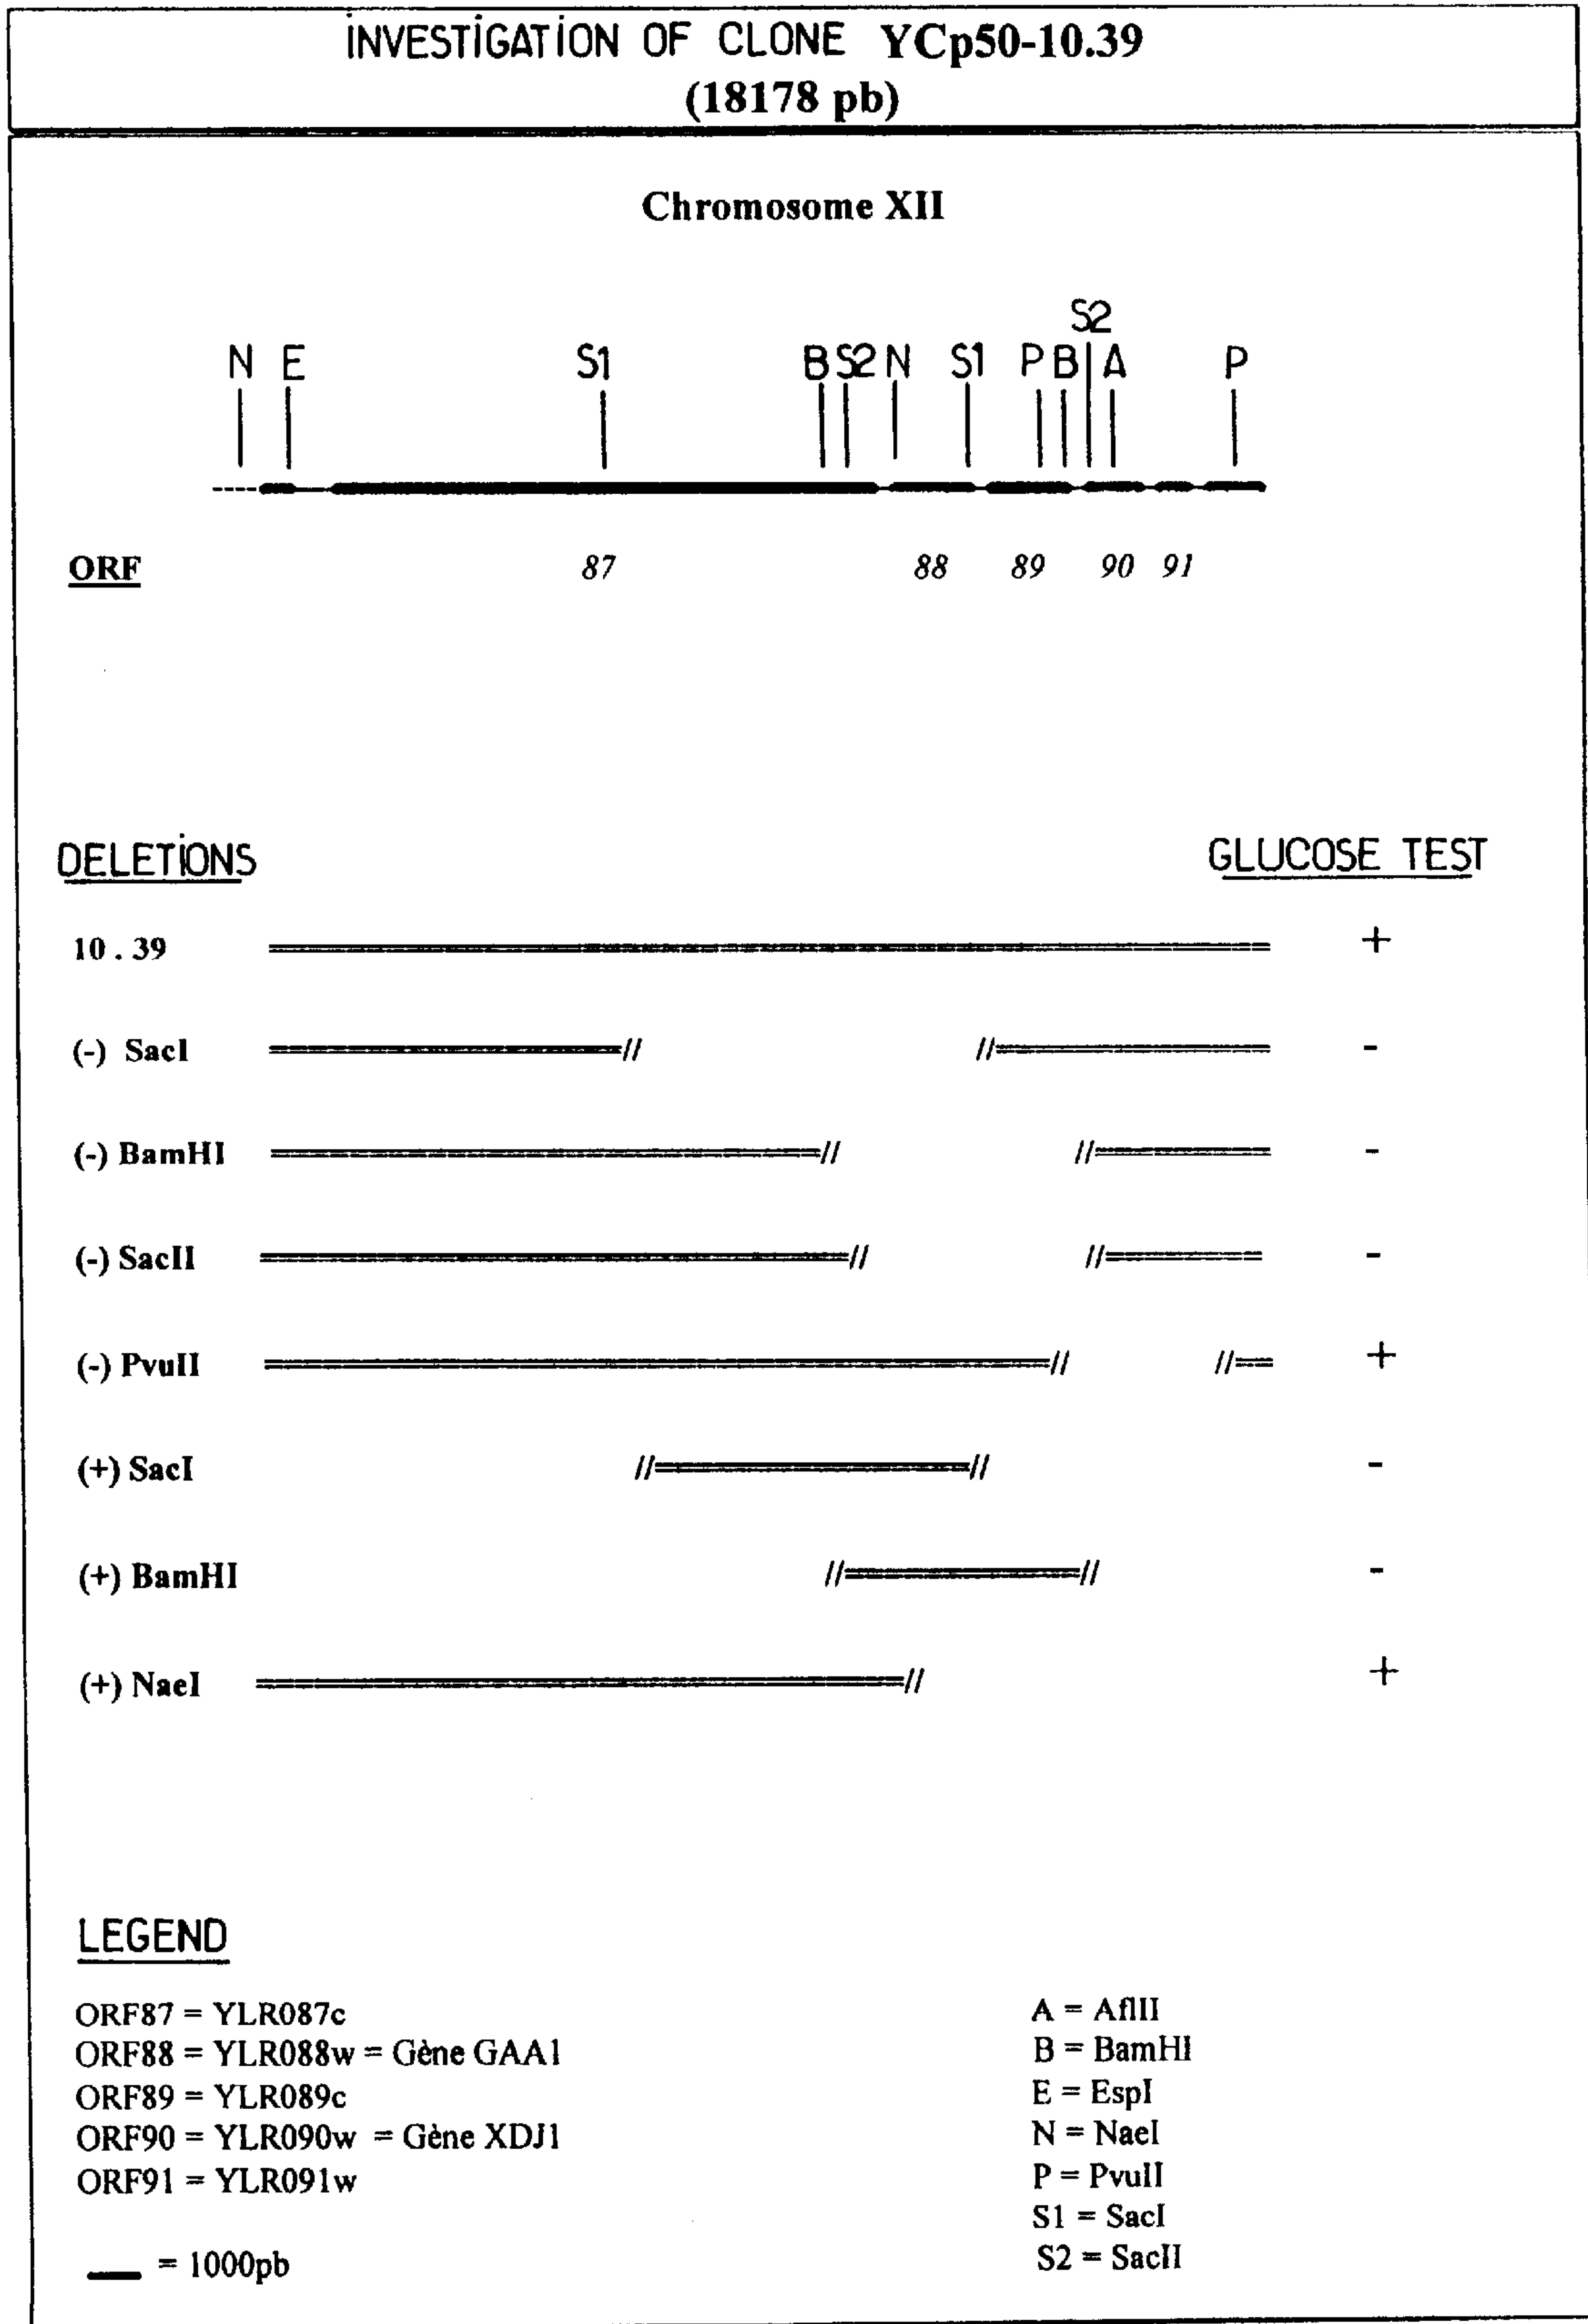 INVESTIGATION OF CLONE YCp50-10.39
(18178 pb)
Chromosome XII
S2
N E S1 B S2 N S1 P B A P
ORF 87 88 89 90 91
DELETIONS GLUCOSE TEST
10 . 39 +
(-) SacI // // -
(-) BamHI // // -
(-) SacII // // -
(-) PvuII // // +
(+) SacI // // -
(+) BamHI // // -
(+) NaeI // +
LEGEND
ORF87 = YLR087c
ORF88 = YLR088w = Gène GAA1
ORF89 = YLR089c
ORF90 = YLR090w = Gène XDJ1
ORF91 = YLR091w
= 1000pb
A = AflII
B = BamHI
E = EspI
N = NaeI
P = PvuII
S1 = SacI
S2 = SacII